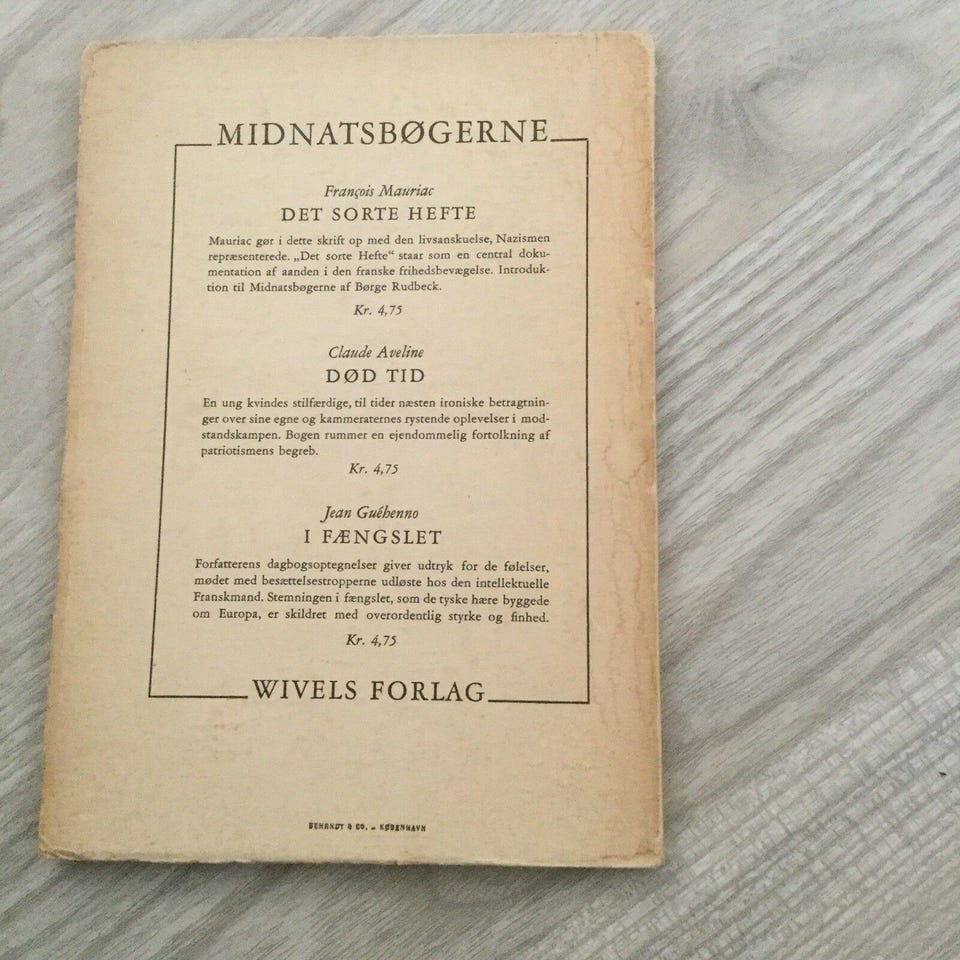 MIDNATSBØGERNE
François Mauriac
DET SORTE HEFTE
Mauriac gør i dette skrift op med den livsanskuelse, Nazismen
repræsenterede. „Det sorte Hefte“ staar som en central doku-
mentation af aanden i den franske frihedsbevægelse. Introduk-
tion til Midnatsbøgerne af Børge Rudbeck.
Kr. 4,75
Claude Aveline
DØD TID
En ung kvindes stilfærdige, til tider næsten ironiske betragtnin-
ger over sine egne og kammeraternes rystende oplevelser i mod-
standskampen. Bogen rummer en ejendommelig fortolkning af
patriotismens begreb.
Kr. 4,75
Jean Guéhenno
I FÆNGSLET
Forfatterens dagbogsoptegnelser giver udtryk for de følelser,
mødet med besættelsestropperne udløste hos den intellektuelle
Franskmand. Stemningen i fængslet, som de tyske hære byggede
om Europa, er skildret med overordentlig styrke og finhed.
Kr. 4,75
WIVELS FORLAG
BEHRNDT & CO. - KØBENHAVN